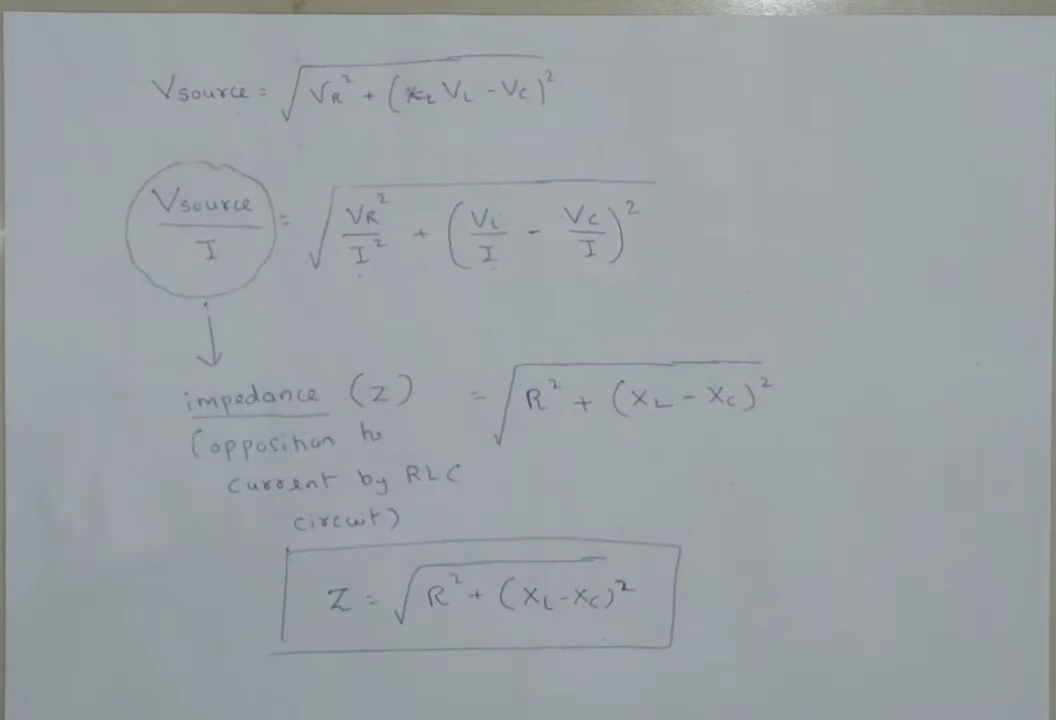 Vsource = √(VR² + (VL - VC)²)
Vsource/I = √(VR²/I² + (VL/I - VC/I)²)
↓
impedance (Z) = √(R² + (XL - XC)²)
(opposition to
current by RLC
circuit)
Z = √(R² + (XL - XC)²)